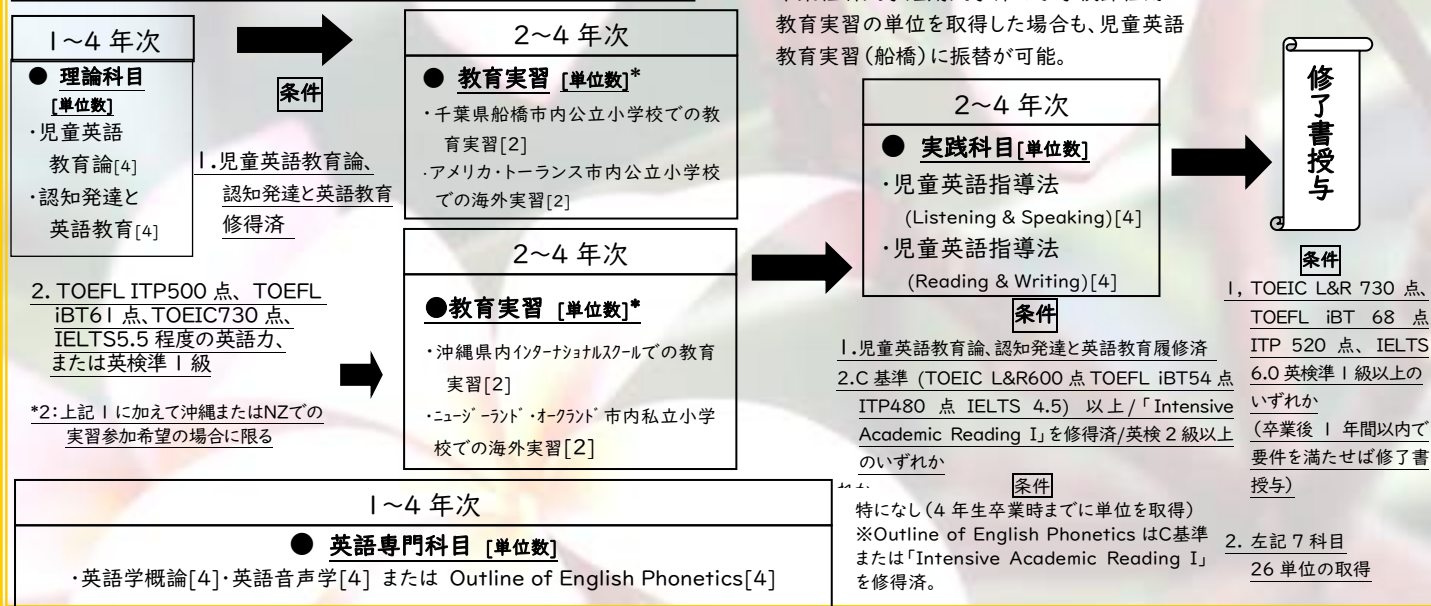 教育実習の単位を取得した場合も、児童英語
教育実習(船橋)に振替が可能。
1~4 年次
● 理論科目
[単位数]
・児童英語
教育論[4]
・認知発達と
英語教育[4]
条件
1.児童英語教育論、
認知発達と英語教育
修得済
2. TOEFL ITP500 点、TOEFL
iBT61 点、TOEIC730 点、
IELTS5.5 程度の英語力、
または英検準 1 級
*2:上記 1 に加えて沖縄またはNZでの
実習参加希望の場合に限る
2~4 年次
● 教育実習 [単位数]*
・千葉県船橋市内公立小学校での教
育実習[2]
・アメリカ・トーランス市内公立小学校
での海外実習[2]
2~4 年次
●教育実習 [単位数]*
・沖縄県内インターナショナルスクールでの教育
実習[2]
・ニュージーランド・オークランド市内私立小学
校での海外実習[2]
2~4 年次
● 実践科目[単位数]
・児童英語指導法
(Listening & Speaking)[4]
・児童英語指導法
(Reading & Writing)[4]
条件
1.児童英語教育論、認知発達と英語教育履修済
2.C 基準 (TOEIC L&R600 点 TOEFL iBT54 点
ITP480 点 IELTS 4.5) 以上/「Intensive
Academic Reading I」を修得済/英検 2 級以上
のいずれか
修了書授与
条件
1, TOEIC L&R 730 点、
TOEFL iBT 68 点
ITP 520 点、IELTS
6.0 英検準 1 級以上の
いずれか
(卒業後 1 年間以内で
要件を満たせば修了書
授与)
2. 左記 7 科目
26 単位の取得
1~4 年次
● 英語専門科目 [単位数]
・英語学概論[4]・英語音声学[4] または Outline of English Phonetics[4]
条件
特になし(4 年生卒業時までに単位を取得)
※Outline of English Phonetics はC基準
または「Intensive Academic Reading I」
を修得済。